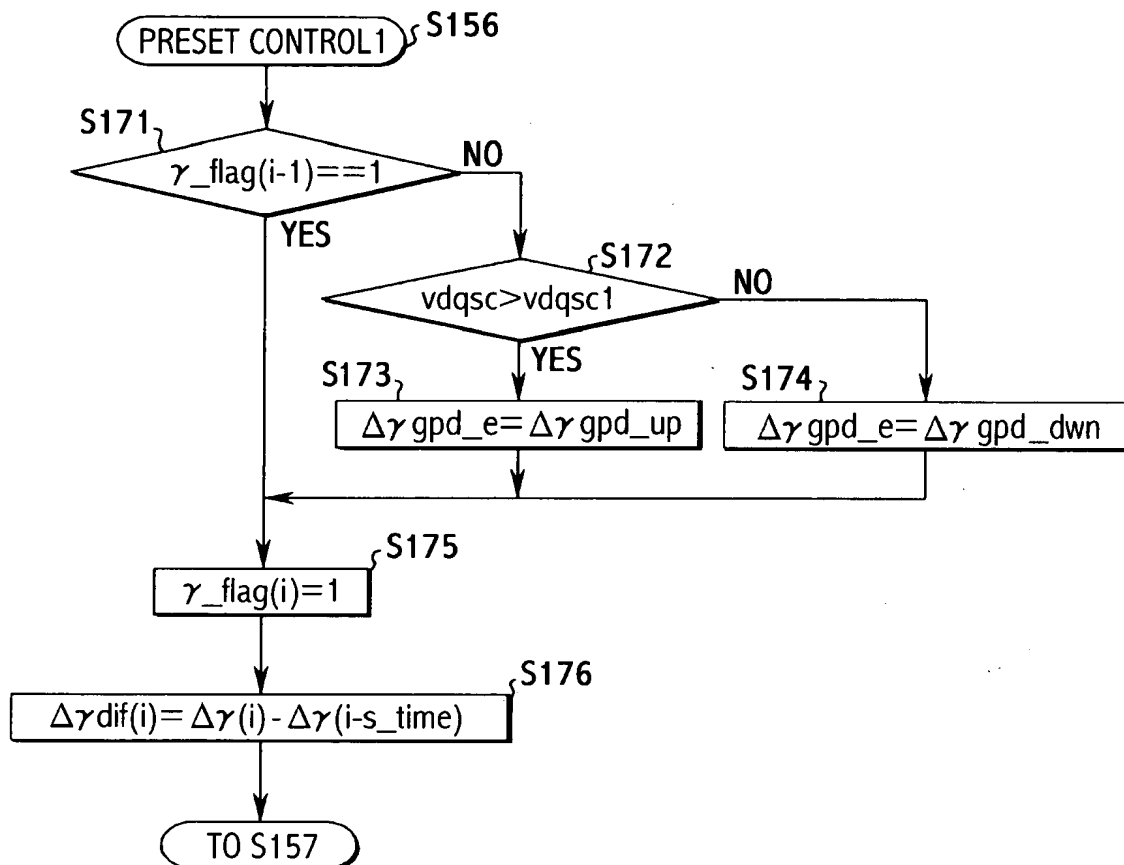 PRESET CONTROL1
S156
S171
γ_flag(i-1)==1
NO
YES
S172
vdqsc>vdqsc1
NO
YES
S173
Δγgpd_e=Δγgpd_up
S174
Δγgpd_e=Δγgpd_dwn
S175
γ_flag(i)=1
S176
Δγdif(i)=Δγ(i)-Δγ(i-s_time)
TO S157